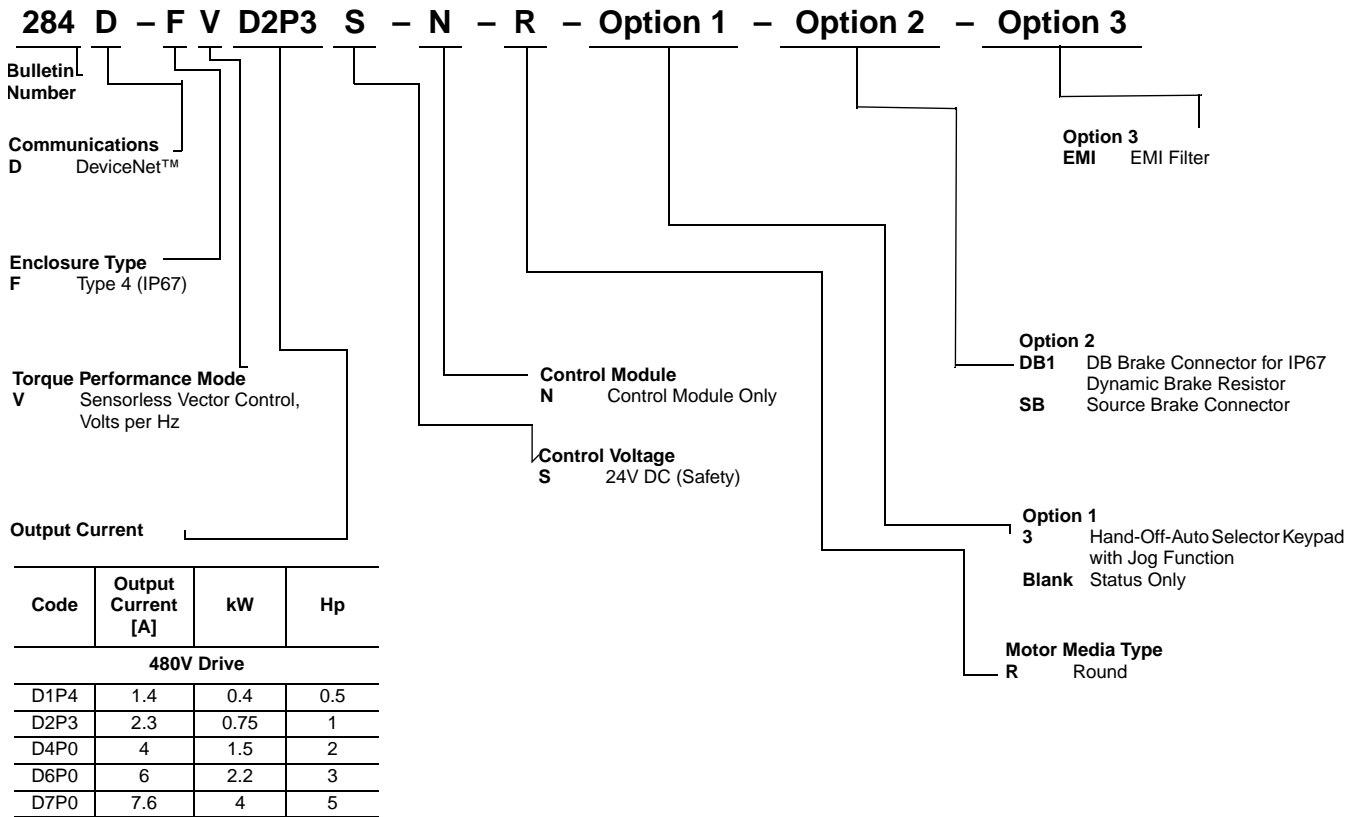 284 D – F V D2P3 S – N – R – Option 1 – Option 2 – Option 3
Bulletin
Number
Communications
D DeviceNet™
Enclosure Type
F Type 4 (IP67)
Torque Performance Mode
V Sensorless Vector Control,
Volts per Hz
Output Current
Code Output Current [A] kW Hp
480V Drive
D1P4 1.4 0.4 0.5
D2P3 2.3 0.75 1
D4P0 4 1.5 2
D6P0 6 2.2 3
D7P0 7.6 4 5
Control Module
N Control Module Only
Control Voltage
S 24V DC (Safety)
Option 3
EMI EMI Filter
Option 2
DB1 DB Brake Connector for IP67
Dynamic Brake Resistor
SB Source Brake Connector
Option 1
3 Hand-Off-Auto Selector Keypad
with Jog Function
Blank Status Only
Motor Media Type
R Round